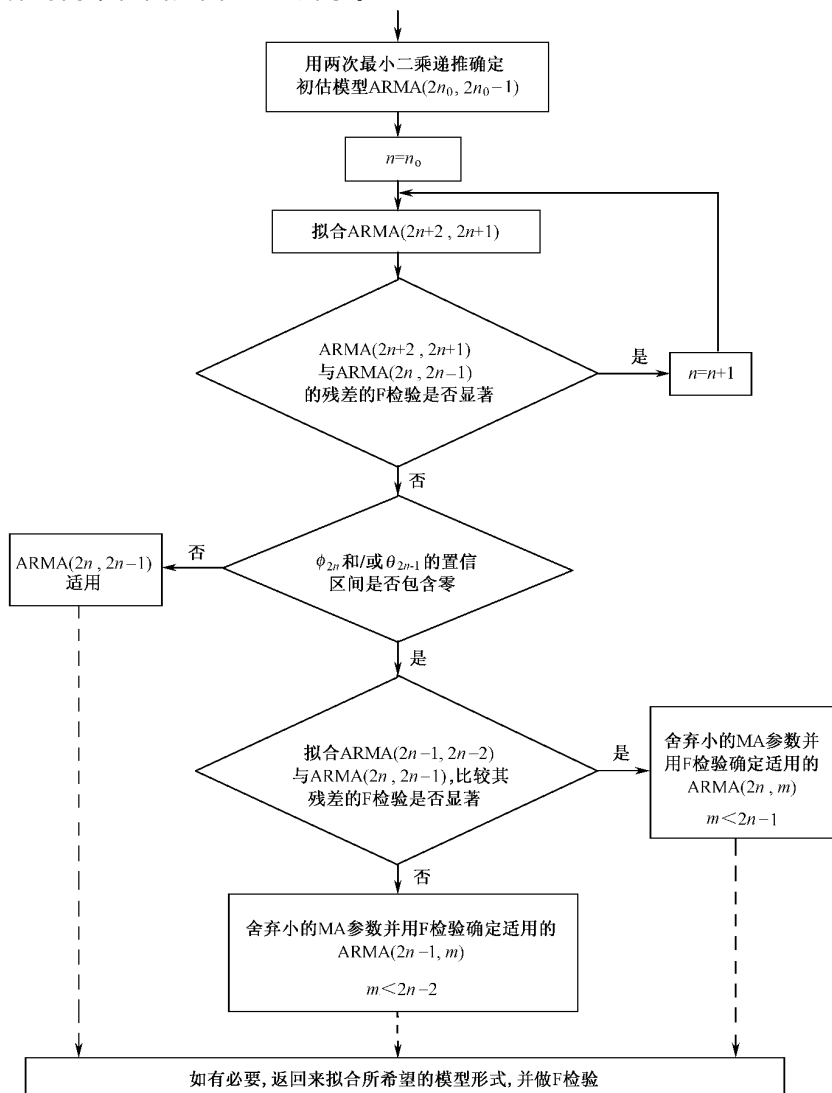 用两次最小二乘递推确定
初估模型ARMA(2n₀, 2n₀−1)
n=n₀
拟合ARMA(2n+2 , 2n+1)
ARMA(2n+2 , 2n+1)
与ARMA(2n , 2n−1)
的残差的F检验是否显著
是
n=n+1
否
ϕ₂ₙ和/或θ₂ₙ₋₁的置信
区间是否包含零
否
ARMA(2n , 2n−1)
适用
是
拟合ARMA(2n−1, 2n−2)
与ARMA(2n , 2n−1),比较其
残差的F检验是否显著
是
舍弃小的MA参数并
用F检验确定适用的
ARMA(2n , m)
m＜2n−1
否
舍弃小的MA参数并用F检验确定适用的
ARMA(2n−1, m)
m＜2n−2
如有必要, 返回来拟合所希望的模型形式, 并做F检验